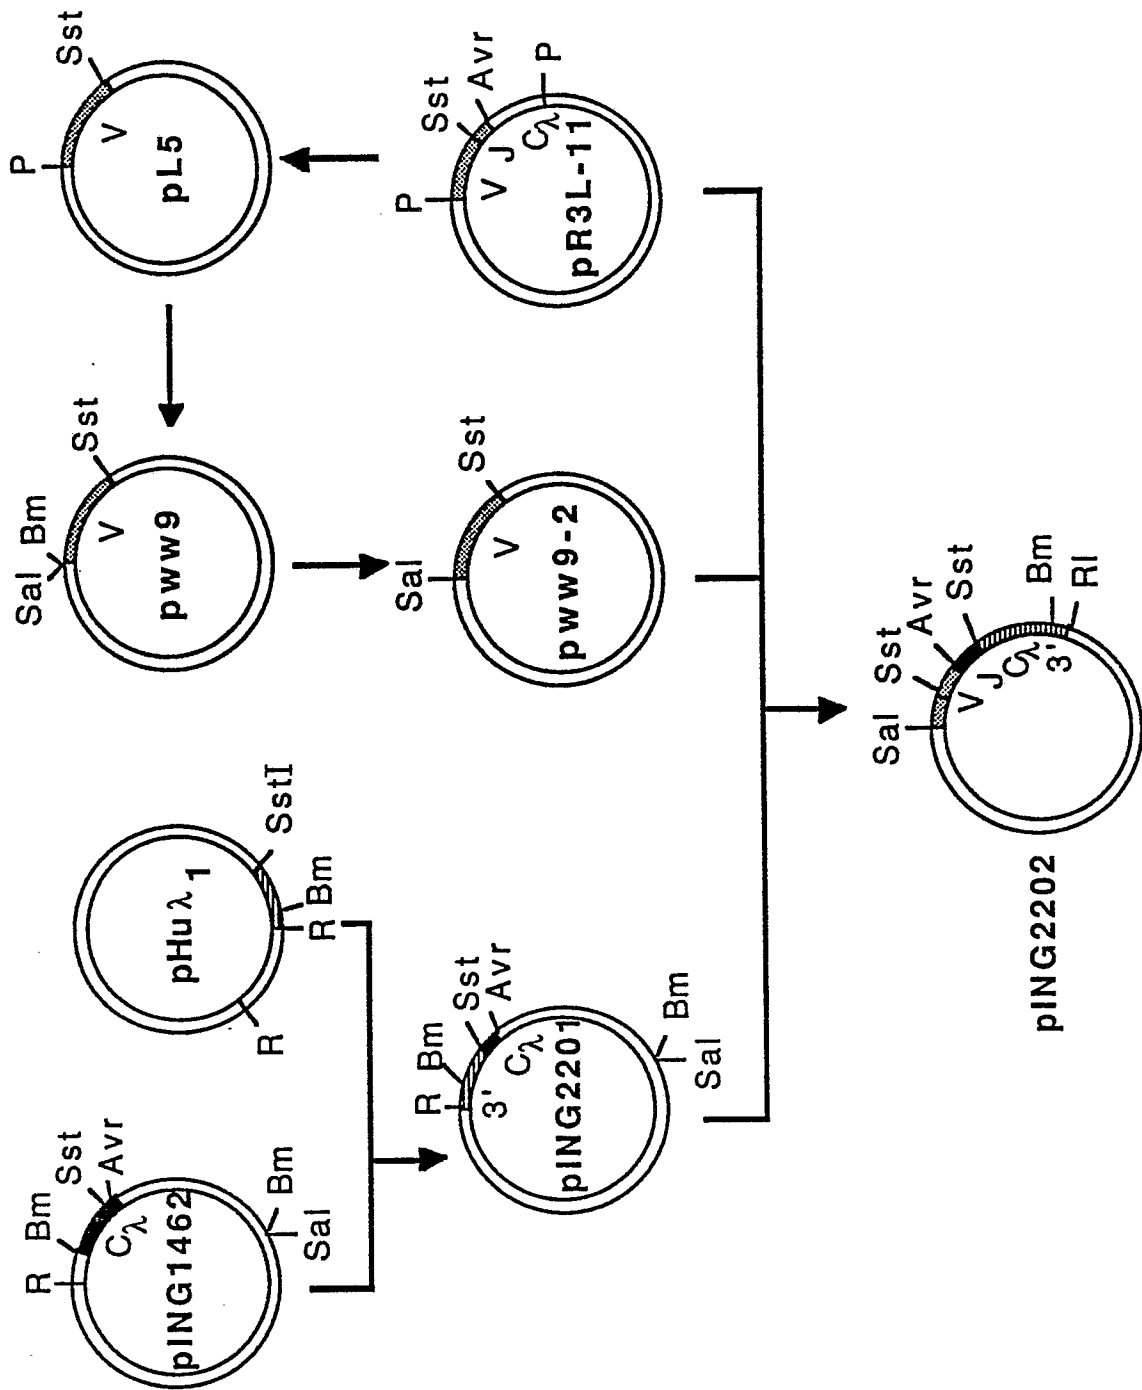 R
Bm
Sst
Avr
Cλ
pING1462
Bm
Sal
pHuλ1
SstI
Bm
R
R
Sal
Bm
Sst
V
pww9
P
Sst
V
pL5
R
Bm
Sst
Avr
3'
Cλ
pING2201
Bm
Sal
Sal
Sst
V
pww9-2
P
Sst
Avr
V
J
Cλ
P
pR3L-11
Sal
Sst
Avr
Sst
V
J
Cλ
3'
Bm
RI
pING2202